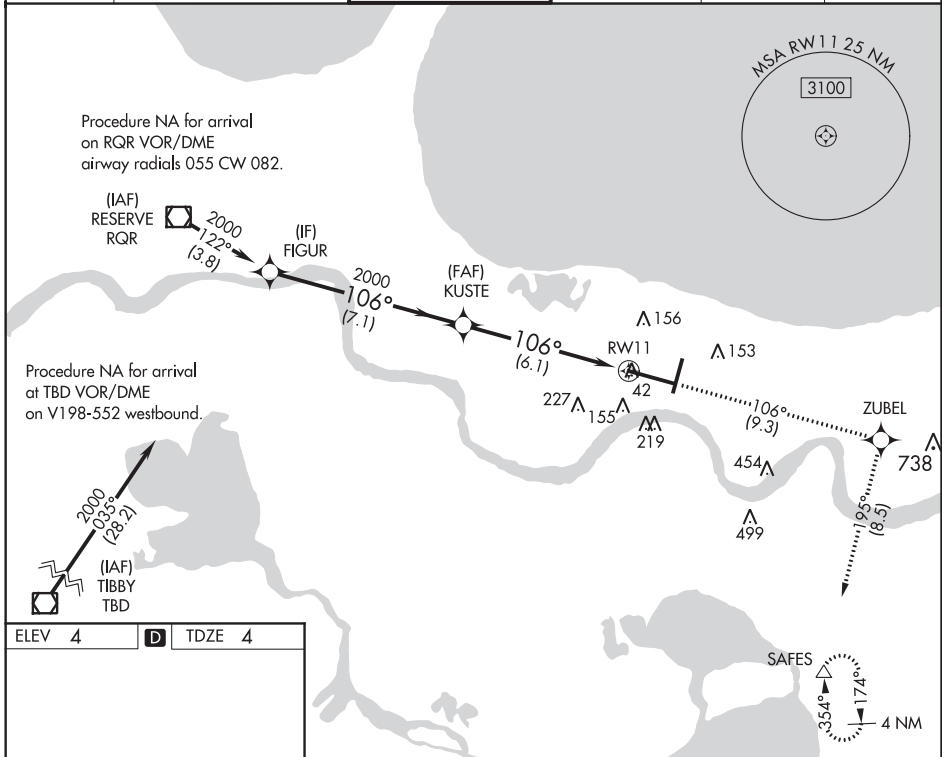 MSA RW11 25 NM
3100
Procedure NA for arrival
on RQR VOR/DME
airway radials 055 CW 082.
(IAF)
RESERVE
RQR
2000
122°
(3.8)
(IF)
FIGUR
2000
106°
(7.1)
(FAF)
KUSTE
106°
(6.1)
RW11
42
156
153
227
155
219
106°
(9.3)
ZUBEL
738
454
499
195°
(8.5)
Procedure NA for arrival
at TBD VOR/DME
on V198-552 westbound.
2000
035°
(28.2)
(IAF)
TIBBY
TBD
SAFES
354°
174°
4 NM
ELEV 4 D TDZE 4